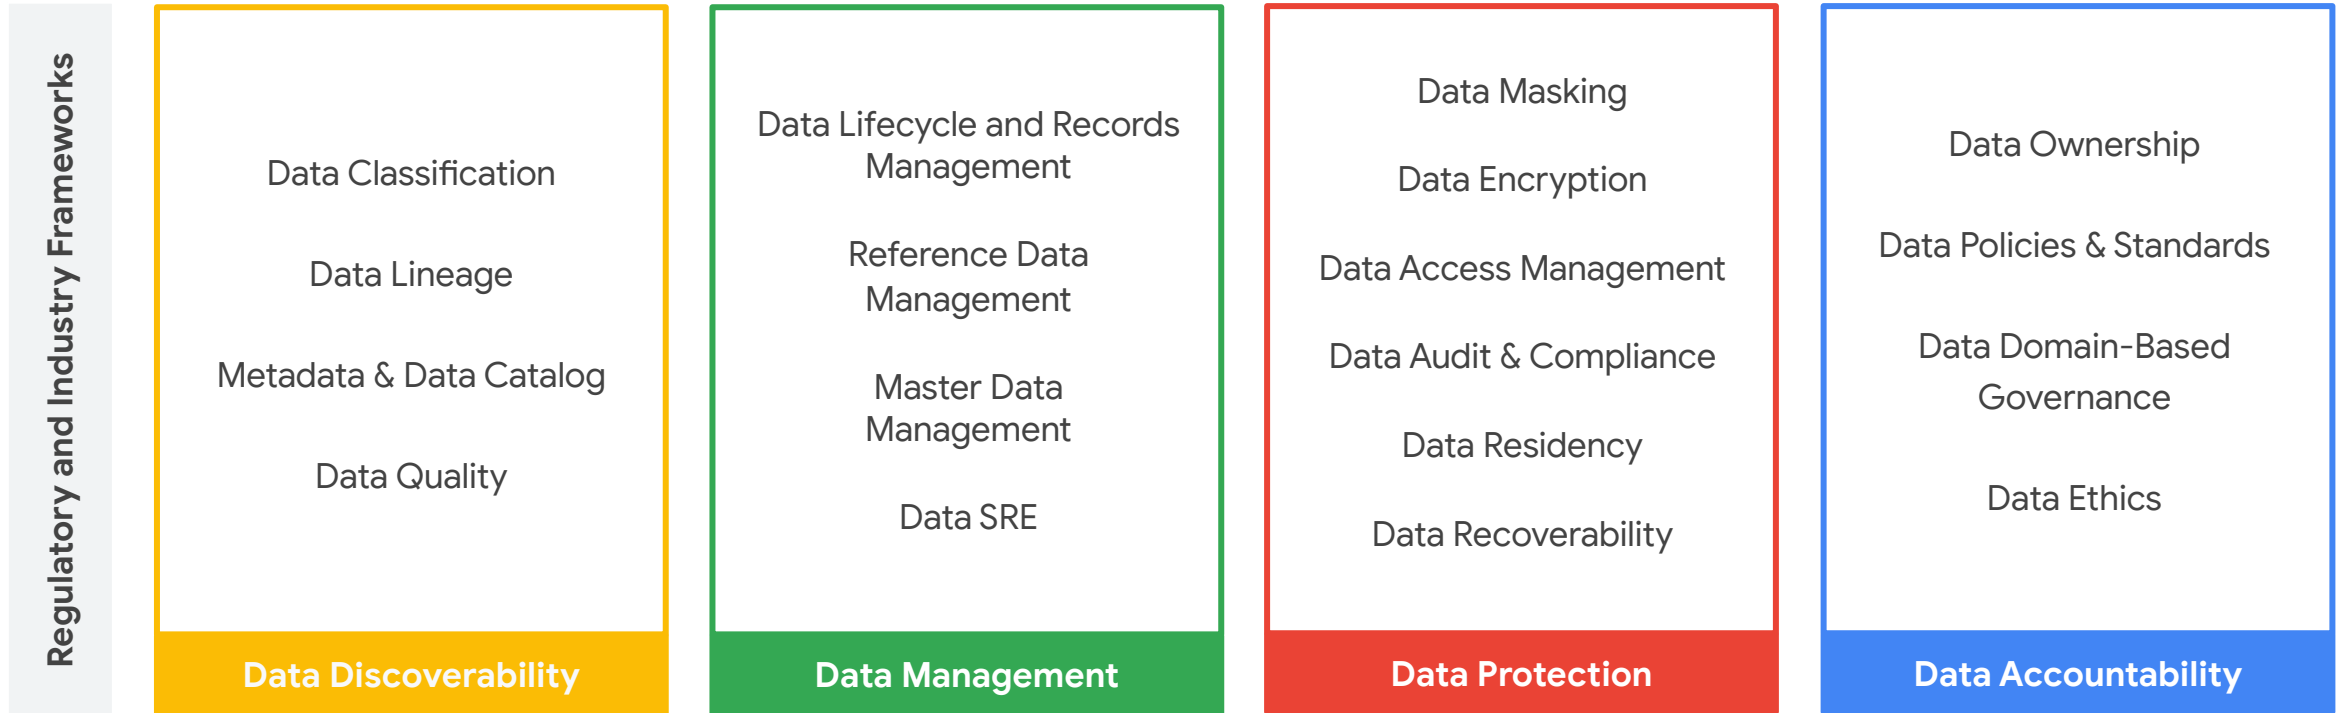 Regulatory and Industry Frameworks
Data Classification
Data Lineage
Metadata & Data Catalog
Data Quality
Data Discoverability
Data Lifecycle and Records
Management
Reference Data
Management
Master Data
Management
Data SRE
Data Management
Data Masking
Data Encryption
Data Access Management
Data Audit & Compliance
Data Residency
Data Recoverability
Data Protection
Data Ownership
Data Policies & Standards
Data Domain-Based
Governance
Data Ethics
Data Accountability